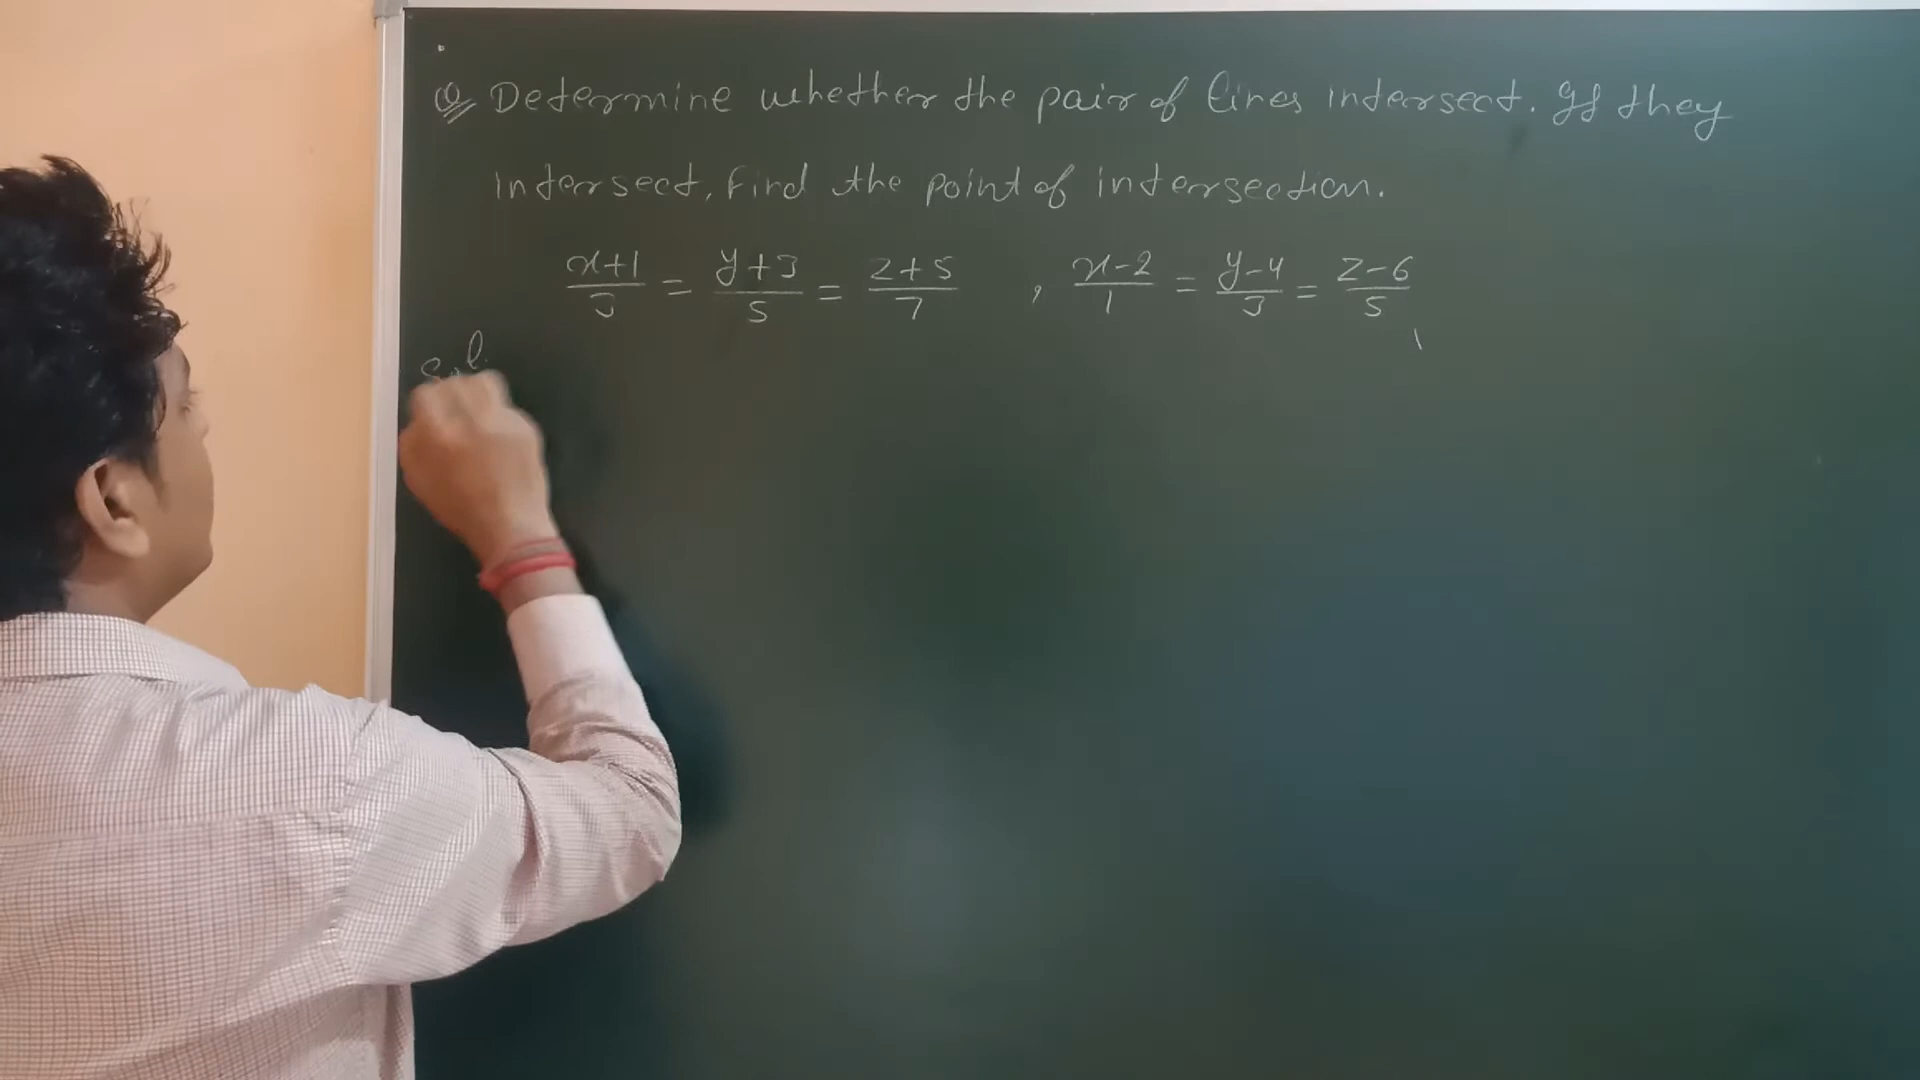 Q Determine whether the pair of lines intersect. If they
intersect, find the point of intersection.
x+1/3 = y+3/5 = z+5/7 , x-2/1 = y-4/3 = z-6/5
Sol.